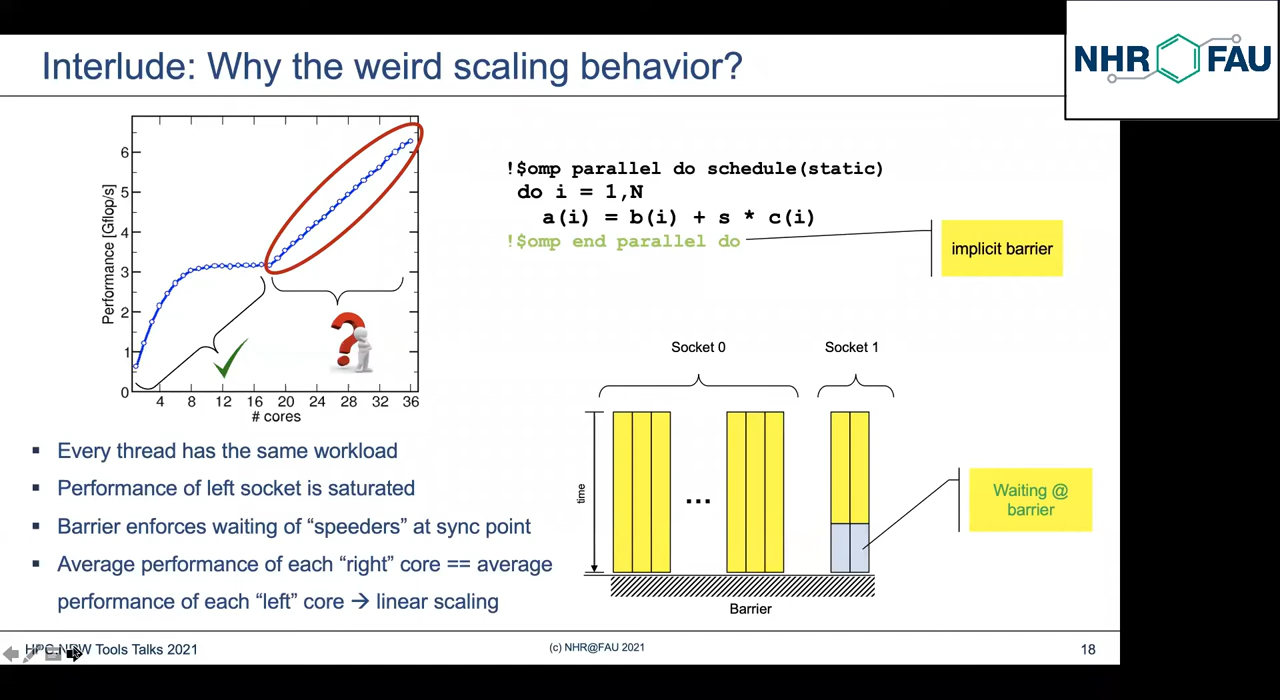 Interlude: Why the weird scaling behavior?
NHR FAU
Performance [Gflop/s]
6
5
4
3
2
1
0
4 8 12 16 20 24 28 32 36
# cores
!$omp parallel do schedule(static)
do i = 1,N
a(i) = b(i) + s * c(i)
!$omp end parallel do
implicit barrier
Socket 0
Socket 1
time
...
Waiting @
barrier
Barrier
Every thread has the same workload
Performance of left socket is saturated
Barrier enforces waiting of “speeders” at sync point
Average performance of each “right” core == average
performance of each “left” core → linear scaling
HPC.NRW Tools Talks 2021
(c) NHR@FAU 2021
18